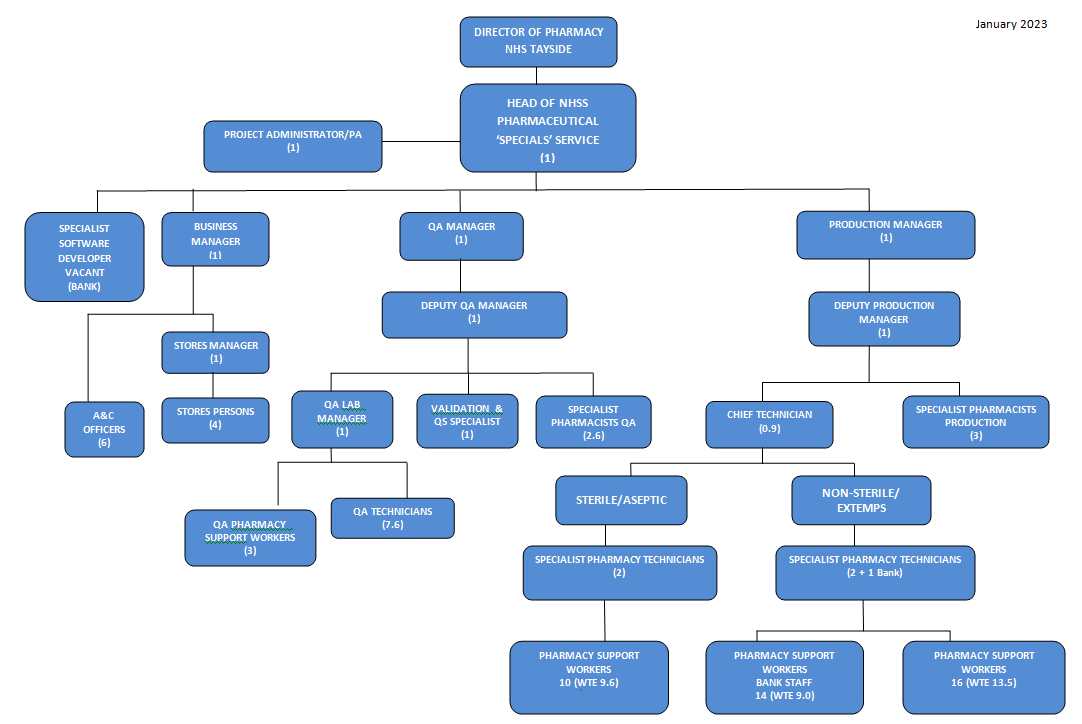 January 2023
DIRECTOR OF PHARMACY
NHS TAYSIDE
HEAD OF NHSS
PHARMACEUTICAL
‘SPECIALS’ SERVICE
(1)
PROJECT ADMINISTRATOR/PA
(1)
SPECIALIST
SOFTWARE
DEVELOPER
VACANT
(BANK)
BUSINESS
MANAGER
(1)
QA MANAGER
(1)
PRODUCTION MANAGER
(1)
DEPUTY QA MANAGER
(1)
DEPUTY PRODUCTION
MANAGER
(1)
STORES MANAGER
(1)
A&C
OFFICERS
(6)
STORES PERSONS
(4)
QA LAB
MANAGER
(1)
VALIDATION &
QS SPECIALIST
(1)
SPECIALIST
PHARMACISTS QA
(2.6)
CHIEF TECHNICIAN
(0.9)
SPECIALIST PHARMACISTS
PRODUCTION
(3)
QA PHARMACY
SUPPORT WORKERS
(3)
QA TECHNICIANS
(7.6)
STERILE/ASEPTIC
NON-STERILE/
EXTEMPS
SPECIALIST PHARMACY TECHNICIANS
(2)
SPECIALIST PHARMACY TECHNICIANS
(2 + 1 Bank)
PHARMACY SUPPORT
WORKERS
10 (WTE 9.6)
PHARMACY SUPPORT
WORKERS
BANK STAFF
14 (WTE 9.0)
PHARMACY SUPPORT
WORKERS
16 (WTE 13.5)